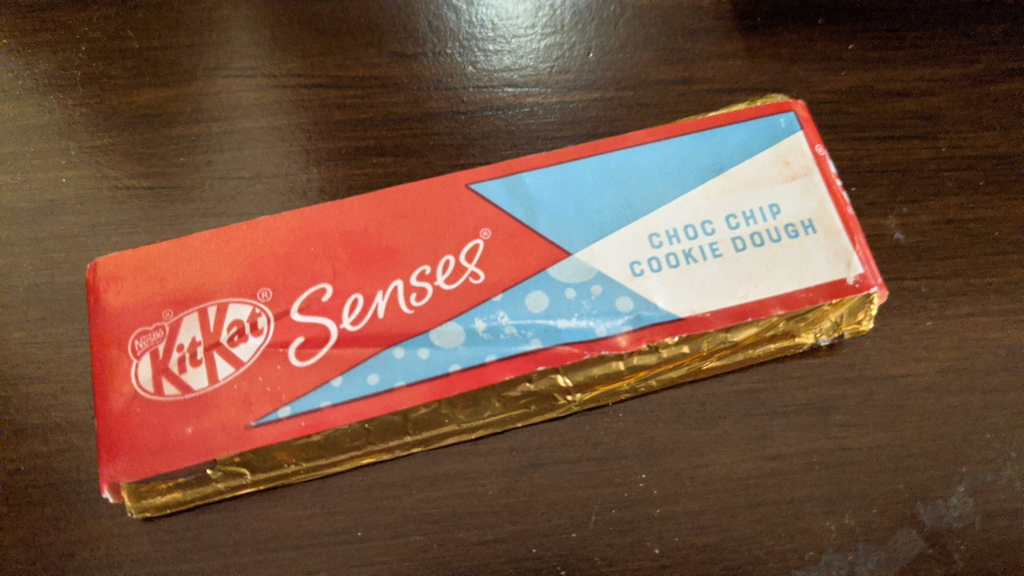 Nestlé®
KitKat®
Senses®
CHOC CHIP
COOKIE DOUGH